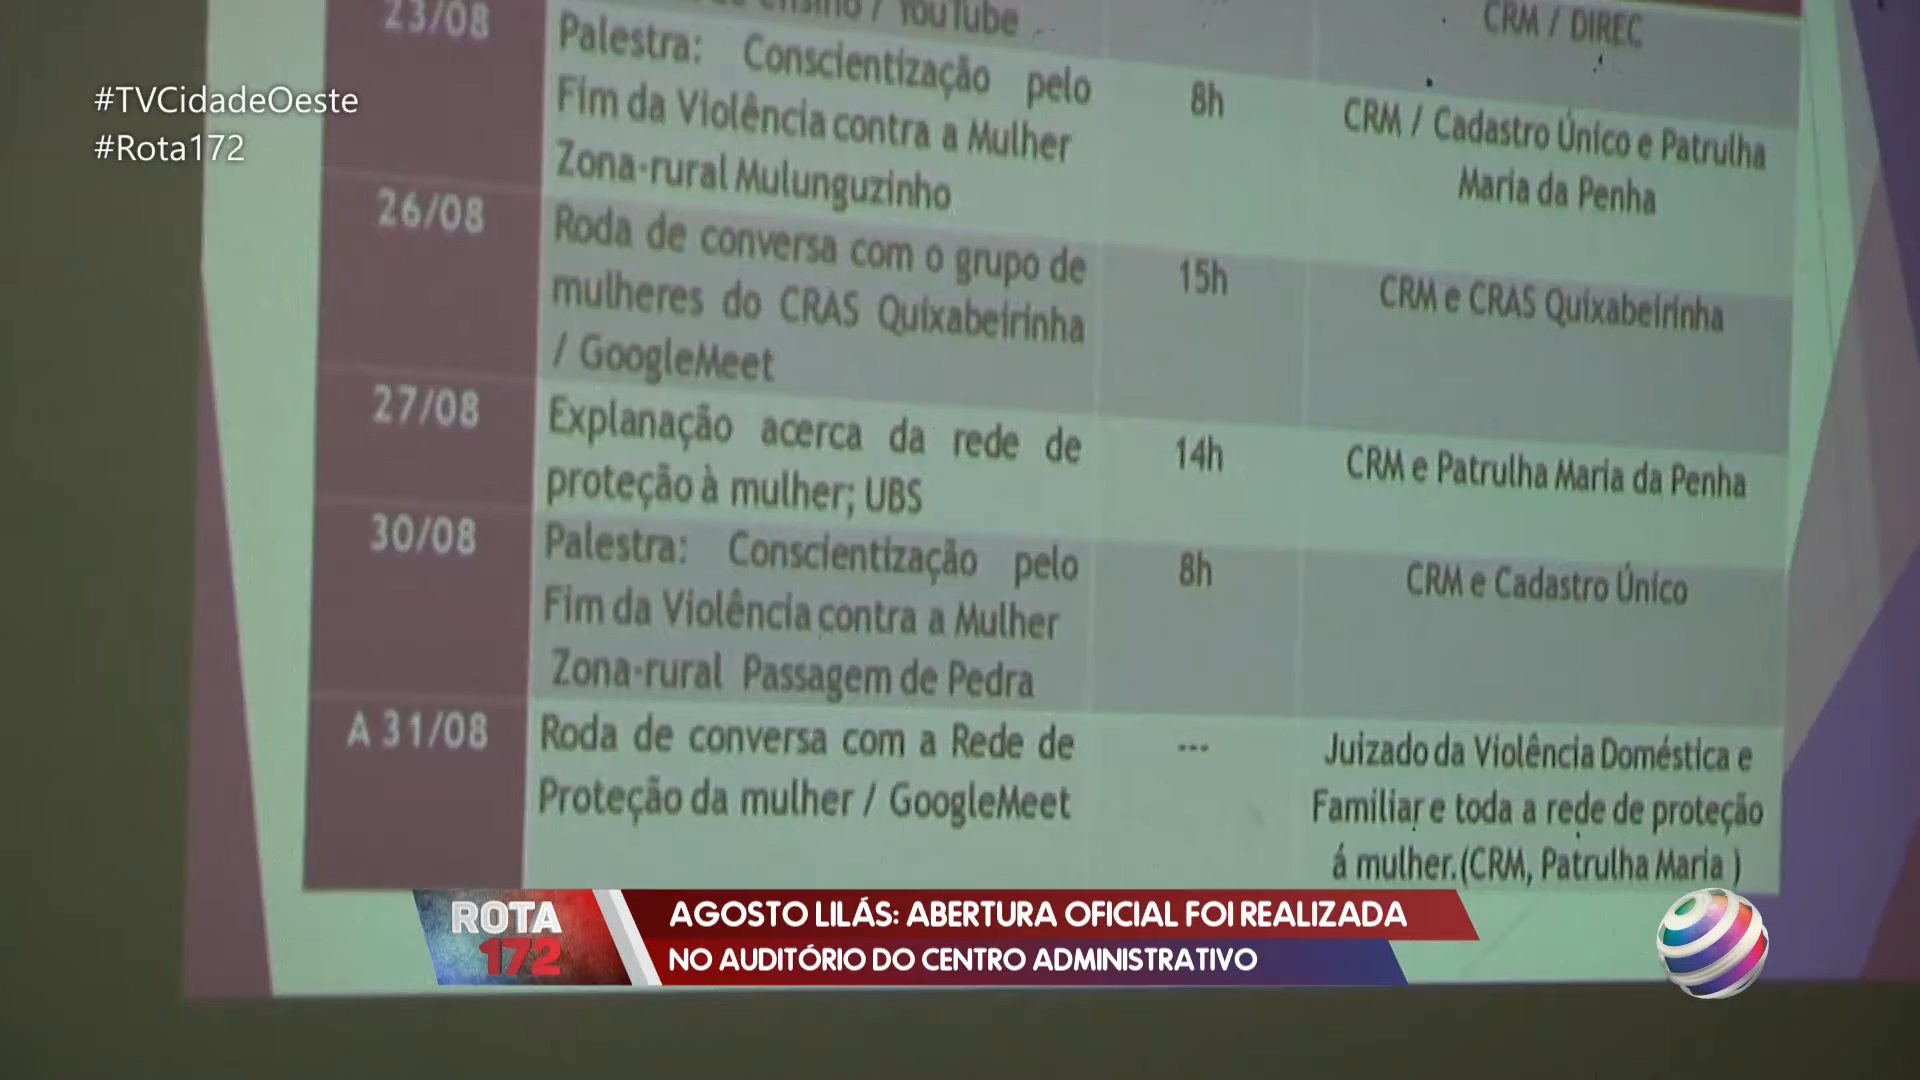 #TVCidadeOeste
#Rota172
/ YouTube
CRM / DIREC
23/08
Palestra: Conscientização pelo
Fim da Violência contra a Mulher
Zona-rural Mulunguzinho
8h
CRM / Cadastro Único e Patrulha
Maria da Penha
26/08
Roda de conversa com o grupo de
mulheres do CRAS Quixabeirinha
/ GoogleMeet
15h
CRM e CRAS Quixabeirinha
27/08
Explanação acerca da rede de
proteção à mulher; UBS
14h
CRM e Patrulha Maria da Penha
30/08
Palestra: Conscientização pelo
Fim da Violência contra a Mulher
Zona-rural Passagem de Pedra
8h
CRM e Cadastro Único
A 31/08
Roda de conversa com a Rede de
Proteção da mulher / GoogleMeet
---
Juizado da Violência Doméstica e
Familiar e toda a rede de proteção
á mulher.(CRM, Patrulha Maria )
ROTA
172
AGOSTO LILÁS: ABERTURA OFICIAL FOI REALIZADA
NO AUDITÓRIO DO CENTRO ADMINISTRATIVO